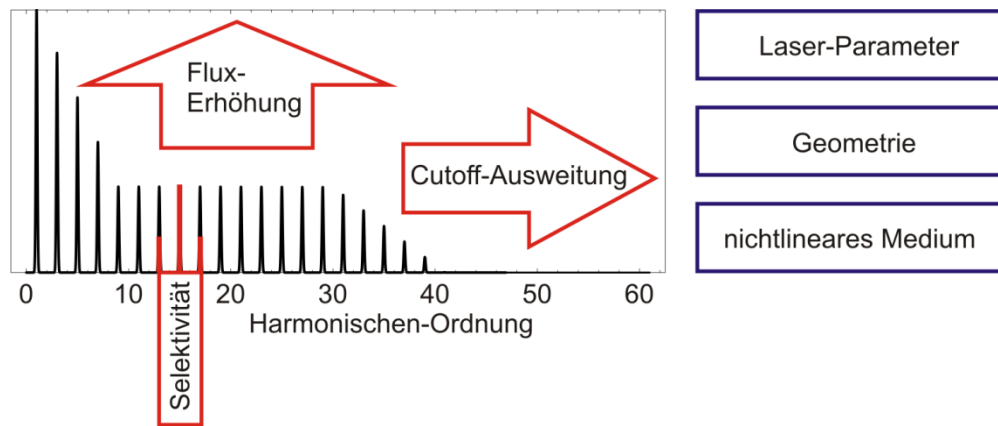 Flux-
Erhöhung
Cutoff-Ausweitung
0 10 20 30 40 50 60
Harmonischen-Ordnung
Selektivität
Laser-Parameter
Geometrie
nichtlineares Medium